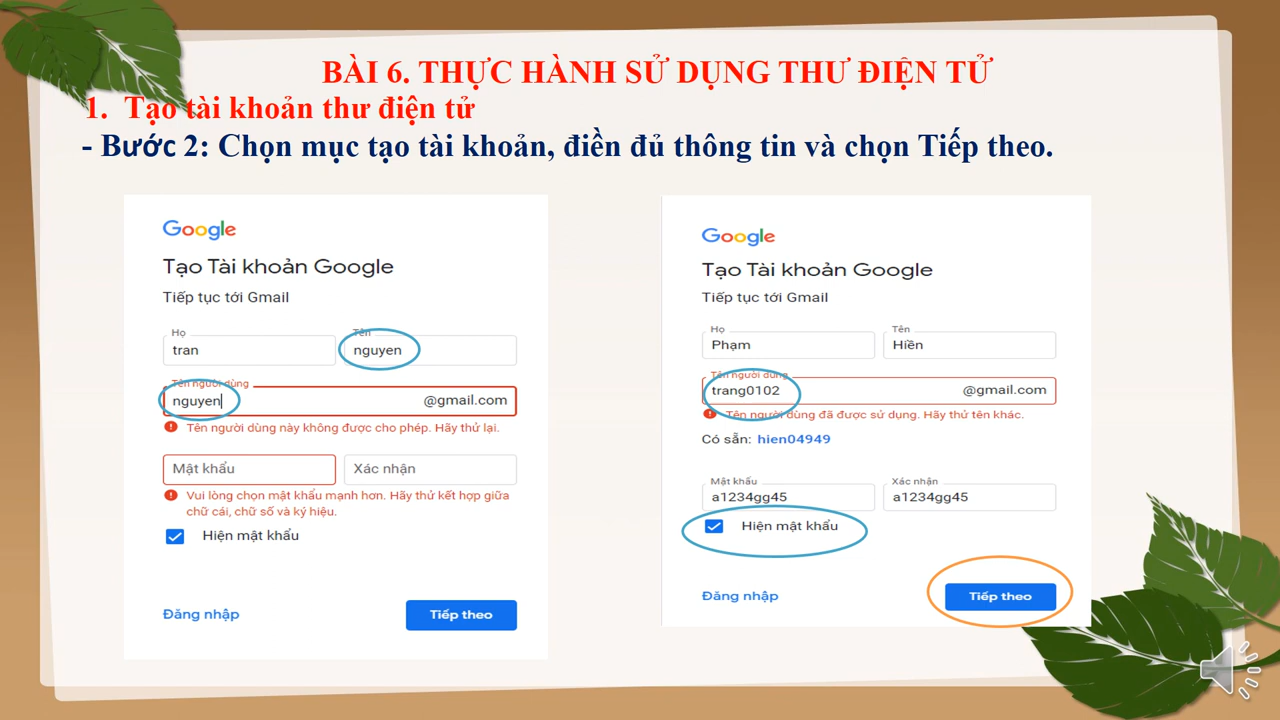 BÀI 6. THỰC HÀNH SỬ DỤNG THƯ ĐIỆN TỬ
1. Tạo tài khoản thư điện tử
- Bước 2: Chọn mục tạo tài khoản, điền đủ thông tin và chọn Tiếp theo.
Google
Tạo Tài khoản Google
Tiếp tục tới Gmail
Họ Tên
tran nguyen
Tên người dùng
nguyen @gmail.com
Tên người dùng này không được cho phép. Hãy thử lại.
Mật khẩu Xác nhận
Vui lòng chọn mật khẩu mạnh hơn. Hãy thử kết hợp giữa
chữ cái, chữ số và ký hiệu.
Hiện mật khẩu
Đăng nhập Tiếp theo
Google
Tạo Tài khoản Google
Tiếp tục tới Gmail
Họ Tên
Phạm Hiền
Tên người dùng
trang0102 @gmail.com
Tên người dùng đã được sử dụng. Hãy thử tên khác.
Có sẵn: hien04949
Mật khẩu Xác nhận
a1234gg45 a1234gg45
Hiện mật khẩu
Đăng nhập Tiếp theo